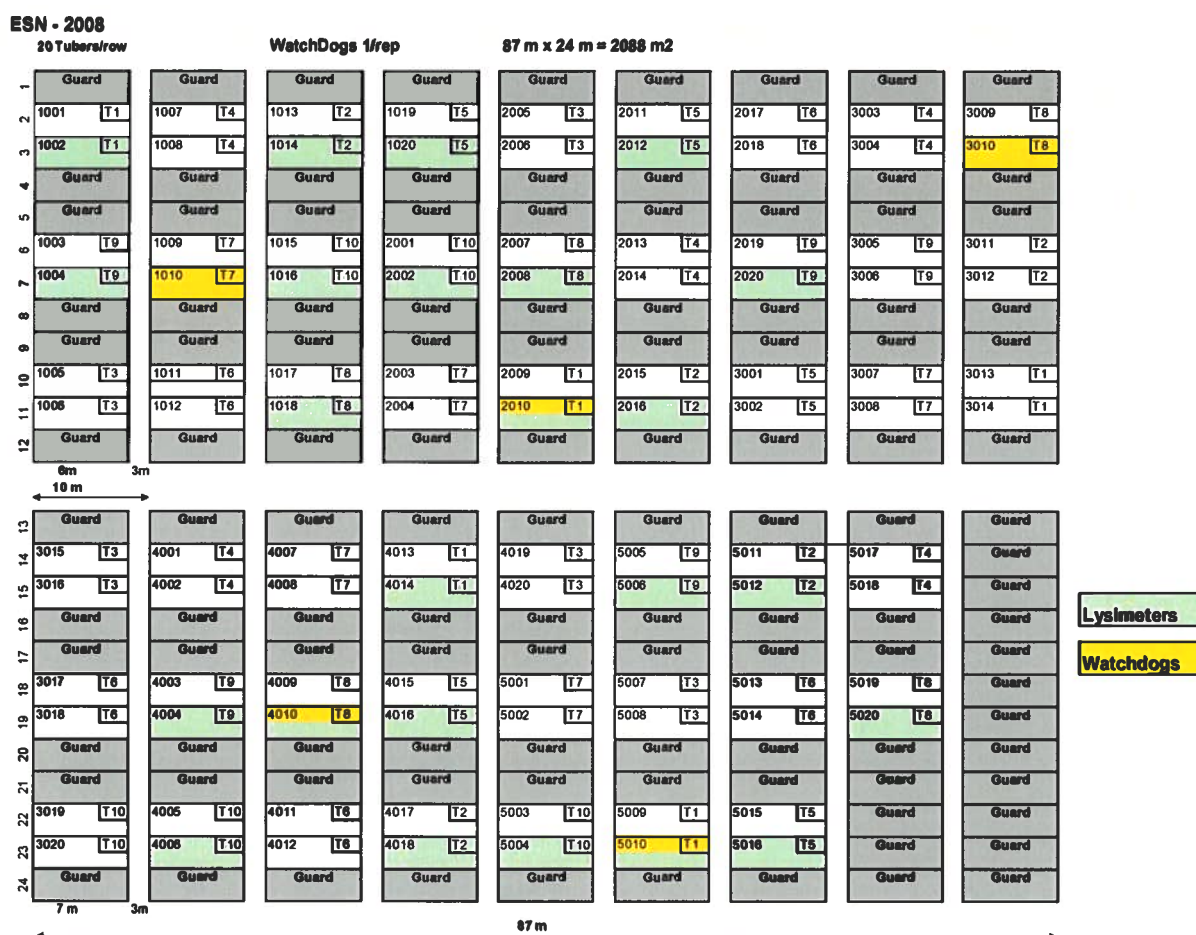 ESN - 2008
20 Tubers/row WatchDogs 1/rep 87 m x 24 m = 2088 m2
1 Guard Guard Guard Guard Guard Guard Guard Guard Guard
2 1001 T1 1007 T4 1013 T2 1019 T5 2005 T3 2011 T5 2017 T6 3003 T4 3009 T8
3 1002 T1 1008 T4 1014 T2 1020 T5 2006 T3 2012 T5 2018 T6 3004 T4 3010 T8
4 Guard Guard Guard Guard Guard Guard Guard Guard Guard
5 Guard Guard Guard Guard Guard Guard Guard Guard Guard
6 1003 T9 1009 T7 1015 T10 2001 T10 2007 T8 2013 T4 2019 T9 3005 T9 3011 T2
7 1004 T9 1010 T7 1016 T10 2002 T10 2008 T8 2014 T4 2020 T9 3006 T9 3012 T2
8 Guard Guard Guard Guard Guard Guard Guard Guard Guard
9 Guard Guard Guard Guard Guard Guard Guard Guard Guard
10 1005 T3 1011 T6 1017 T8 2003 T7 2009 T1 2015 T2 3001 T5 3007 T7 3013 T1
11 1006 T3 1012 T6 1018 T8 2004 T7 2010 T1 2016 T2 3002 T5 3008 T7 3014 T1
12 Guard Guard Guard Guard Guard Guard Guard Guard Guard
6m 3m
10 m
13 Guard Guard Guard Guard Guard Guard Guard Guard Guard
14 3015 T3 4001 T4 4007 T7 4013 T1 4019 T3 5005 T9 5011 T2 5017 T4 Guard
15 3016 T3 4002 T4 4008 T7 4014 T1 4020 T3 5006 T9 5012 T2 5018 T4 Guard
16 Guard Guard Guard Guard Guard Guard Guard Guard Guard
Lysimeters
17 Guard Guard Guard Guard Guard Guard Guard Guard Guard
Watchdogs
18 3017 T6 4003 T9 4009 T8 4015 T5 5001 T7 5007 T3 5013 T6 5019 T8 Guard
19 3018 T6 4004 T9 4010 T8 4016 T5 5002 T7 5008 T3 5014 T6 5020 T8 Guard
20 Guard Guard Guard Guard Guard Guard Guard Guard Guard
21 Guard Guard Guard Guard Guard Guard Guard Guard Guard
22 3019 T10 4005 T10 4011 T6 4017 T2 5003 T10 5009 T1 5015 T5 Guard Guard
23 3020 T10 4006 T10 4012 T6 4018 T2 5004 T10 5010 T1 5016 T5 Guard Guard
24 Guard Guard Guard Guard Guard Guard Guard Guard Guard
7 m 3m
87 m